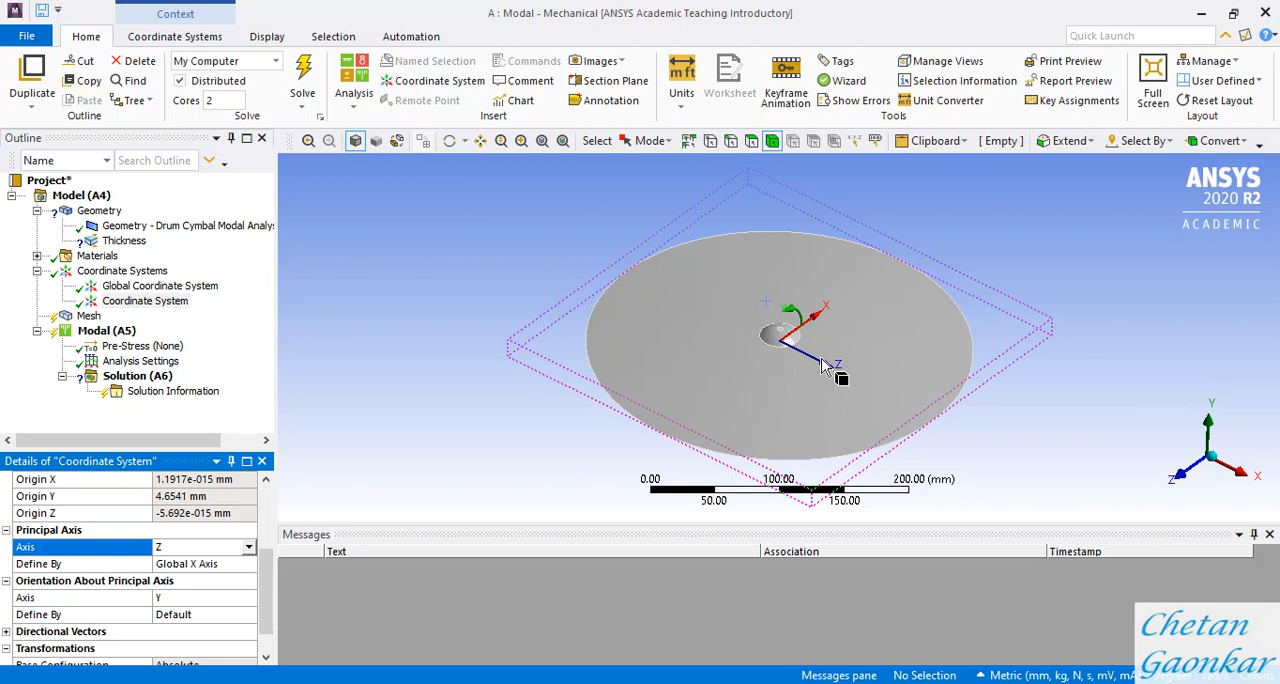 Context
A : Modal - Mechanical [ANSYS Academic Teaching Introductory]
File Home Coordinate Systems Display Selection Automation Quick Launch
Duplicate Cut Copy Paste Delete Find Tree
Outline
My Computer
Distributed
Cores 2
Solve
Solve
Analysis Named Selection Coordinate System Remote Point Commands Comment Chart Images Section Plane Annotation
Insert
Units Worksheet Keyframe Animation Tags Wizard Show Errors Manage Views Selection Information Unit Converter Print Preview Report Preview Key Assignments
Tools
Full Screen Manage User Defined Reset Layout
Layout
Outline
Name Search Outline
Select Mode Clipboard [ Empty ] Extend Select By Convert
Project*
Model (A4)
Geometry
Geometry - Drum Cymbal Modal Analys
Thickness
Materials
Coordinate Systems
Global Coordinate System
Coordinate System
Mesh
Modal (A5)
Pre-Stress (None)
Analysis Settings
Solution (A6)
Solution Information
ANSYS
2020 R2
ACADEMIC
X
Y
Z
Y
Z X
0.00 100.00 200.00 (mm)
50.00 150.00
Details of "Coordinate System"
Origin X 1.1917e-015 mm
Origin Y 4.6541 mm
Origin Z -5.692e-015 mm
Principal Axis
Axis Z
Define By Global X Axis
Orientation About Principal Axis
Axis Y
Define By Default
Directional Vectors
Transformations
Messages
Text Association Timestamp
Chetan
Gaonkar
Messages pane No Selection Metric (mm, kg, N, s, mV, mA)